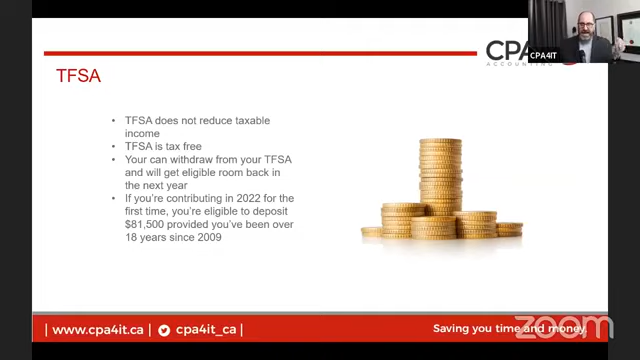 CPA
ACCOUNTING
CPA4IT
TFSA
• TFSA does not reduce taxable
income
• TFSA is tax free
• Your can withdraw from your TFSA
and will get eligible room back in
the next year
• If you're contributing in 2022 for the
first time, you're eligible to deposit
$81,500 provided you've been over
18 years since 2009
| www.cpa4it.ca | cpa4it_ca |
Saving you time and money.
zoom